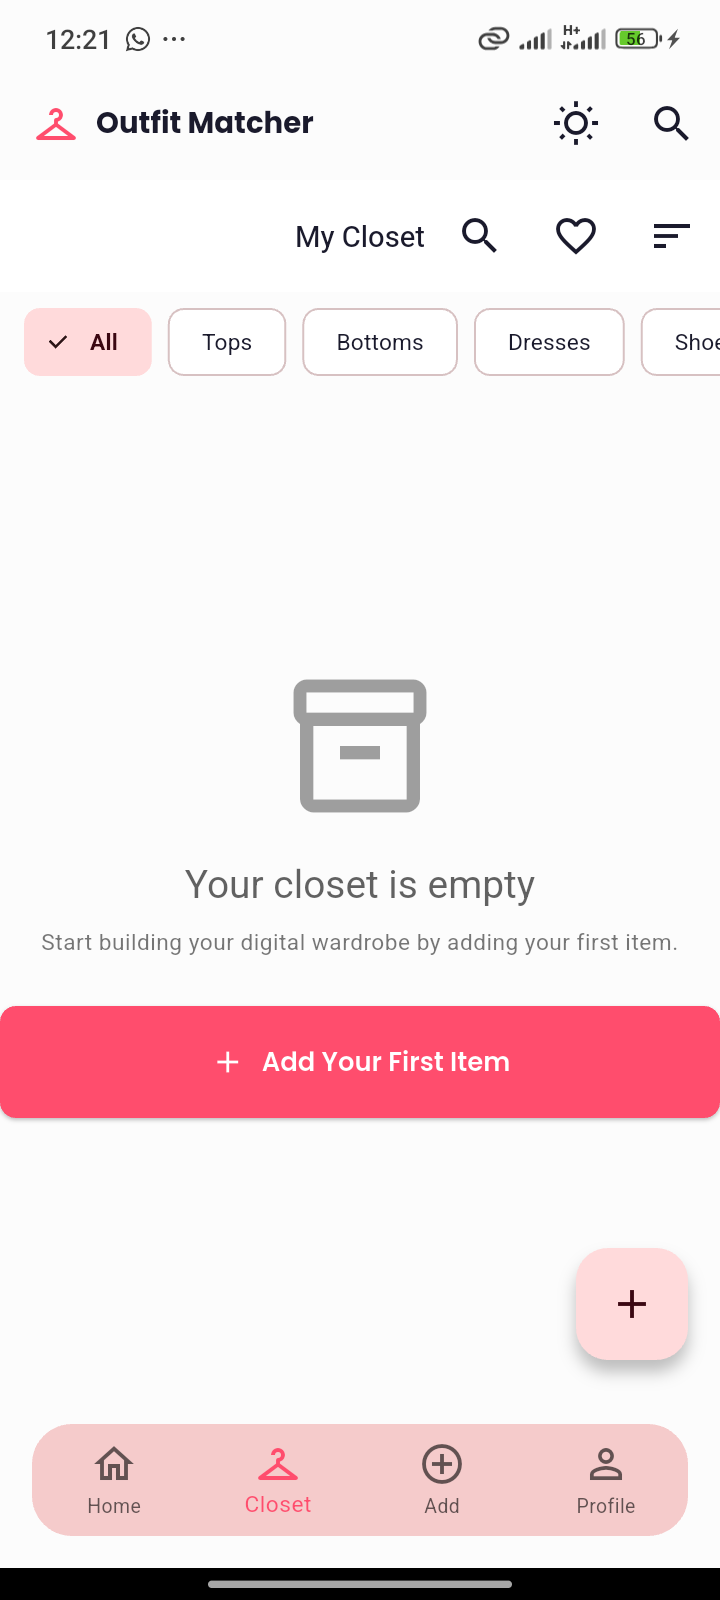 12:21 H+ 56
Outfit Matcher
My Closet
All Tops Bottoms Dresses Shoe
Your closet is empty
Start building your digital wardrobe by adding your first item.
+ Add Your First Item
+
Home Closet Add Profile